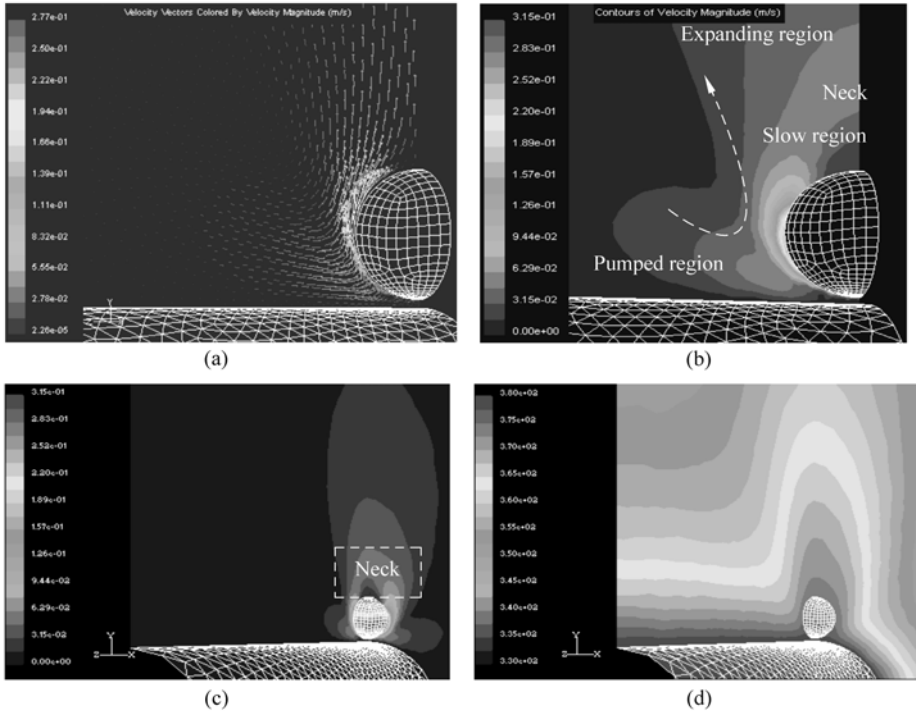 Velocity Vectors Colored By Velocity Magnitude (m/s)
2.77e-01
2.50e-01
2.22e-01
1.94e-01
1.66e-01
1.39e-01
1.11e-01
8.32e-02
5.55e-02
2.78e-02
2.26e-05
Y
(a)
Contours of Velocity Magnitude (m/s)
3.15e-01
2.83e-01
2.52e-01
2.20e-01
1.89e-01
1.57e-01
1.26e-01
9.44e-02
6.29e-02
3.15e-02
0.00e+00
Expanding region
Neck
Slow region
Pumped region
(b)
3.15e-01
2.83e-01
2.52e-01
2.20e-01
1.89e-01
1.57e-01
1.26e-01
9.44e-02
6.29e-02
3.15e-02
0.00e+00
Neck
Y
Z X
(c)
3.80e+02
3.75e+02
3.70e+02
3.65e+02
3.60e+02
3.55e+02
3.50e+02
3.45e+02
3.40e+02
3.35e+02
3.30e+02
Y
Z X
(d)